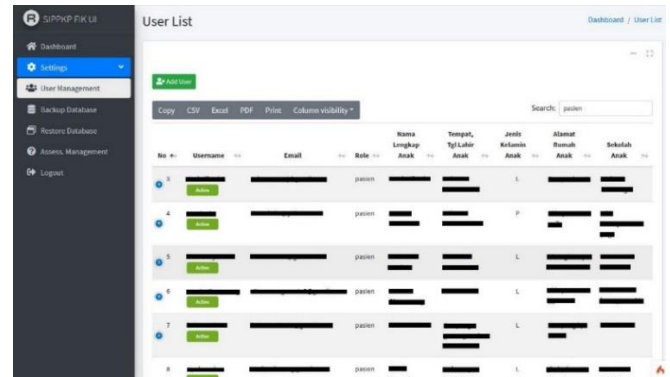 SIPPKP FIK UI
User List
Dashboard / User List
Dashboard
Settings
User Management
Backup Database
Restore Database
Assess. Management
Logout
Add User
Copy CSV Excel PDF Print Column visibility
Search: pasien
No Username Email Role Nama Lengkap Anak Tempat, Tgl Lahir Anak Jenis Kelamin Anak Alamat Rumah Anak Sekolah Anak
3 pasien L
Active
4 pasien P
Active
5 pasien L
Active
6 pasien L
Active
7 pasien L
Active
8 pasien L